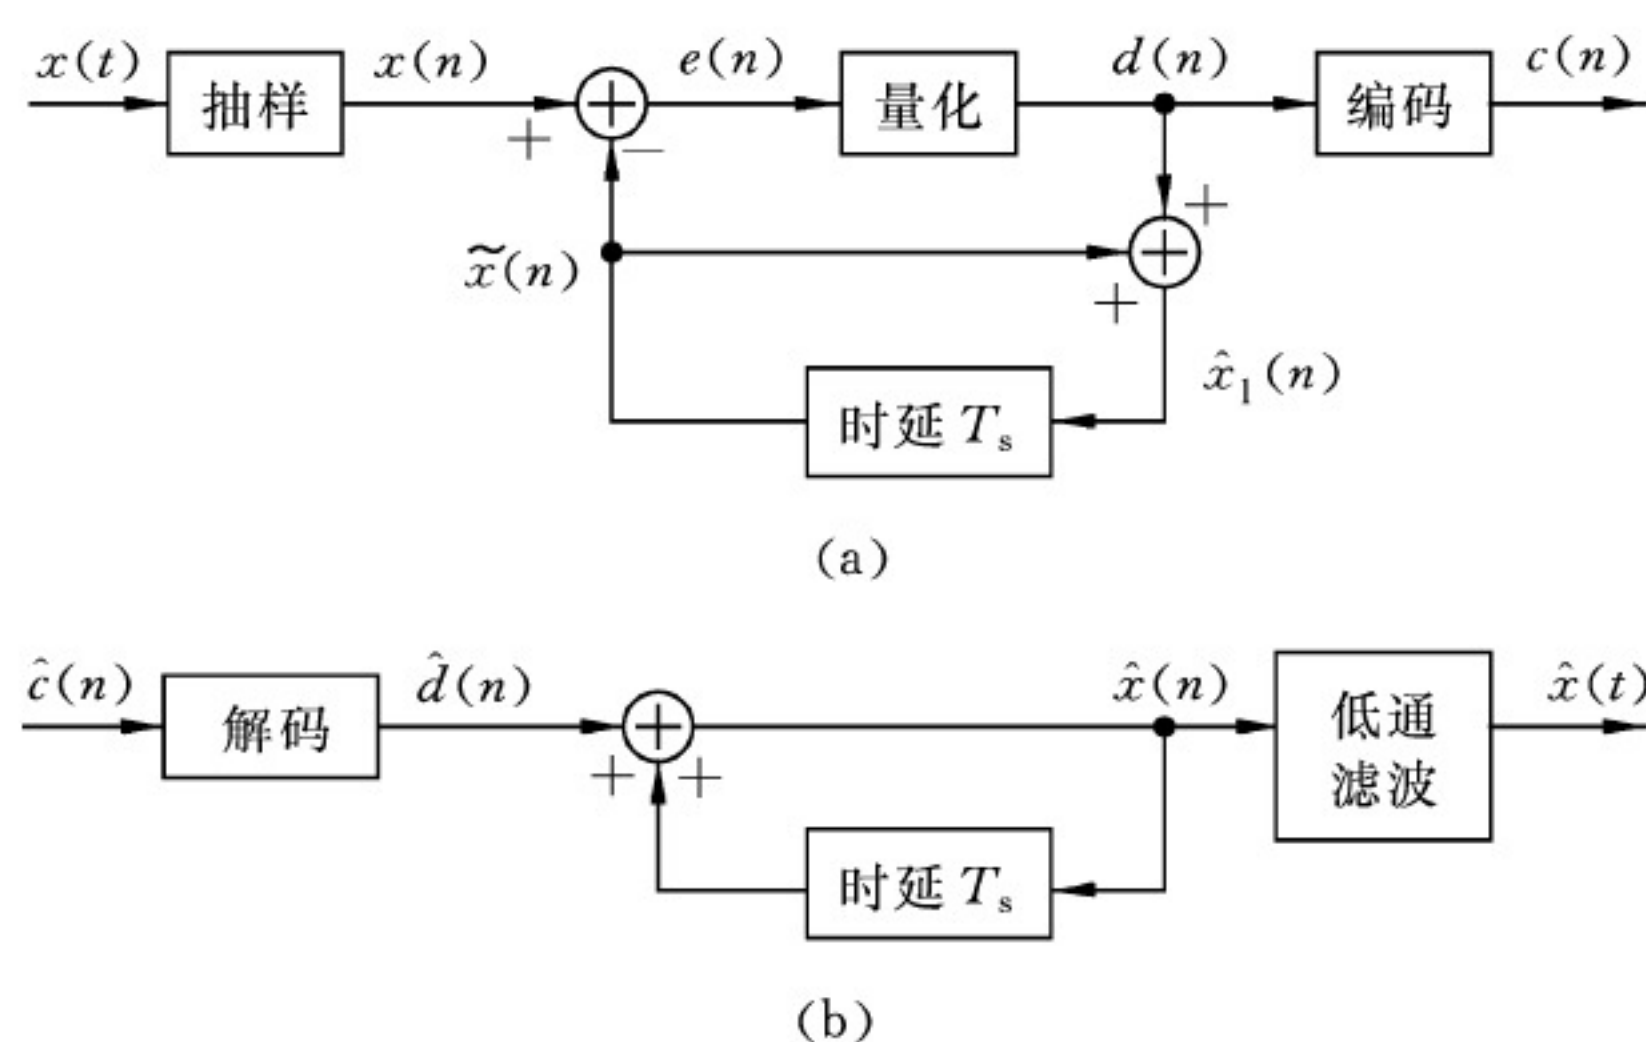 x(t) 抽样 x(n) e(n) 量化 d(n) 编码 c(n)
+ − +
x̃(n) +
时延 Tₛ x̂₁(n)
(a)
ĉ(n) 解码 d̂(n) x̂(n) 低通滤波 x̂(t)
+ +
时延 Tₛ
(b)